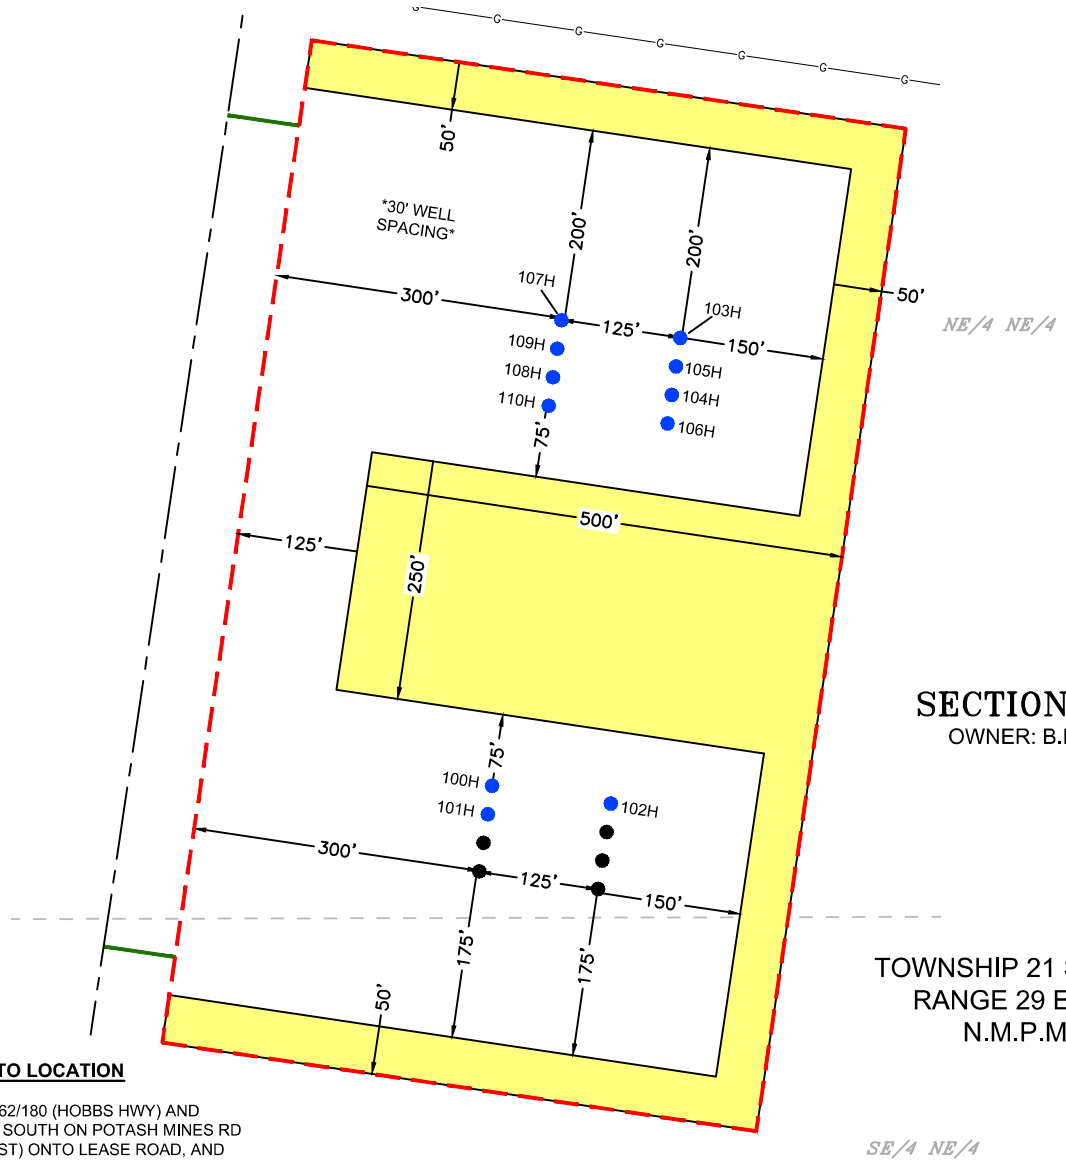 G
G
G
G
G
G
G
50'
*30' WELL
SPACING*
200'
200'
107H
103H
300'
125'
150'
50'
NE/4 NE/4
109H
108H
110H
105H
104H
106H
75'
500'
125'
250'
SECTION
OWNER: B.
75'
100H
101H
102H
300'
125'
150'
175'
175'
50'
TOWNSHIP 21
RANGE 29 E
N.M.P.M
TO LOCATION
62/180 (HOBBS HWY) AND
SOUTH ON POTASH MINES RD
ST) ONTO LEASE ROAD, AND
SE/4 NE/4